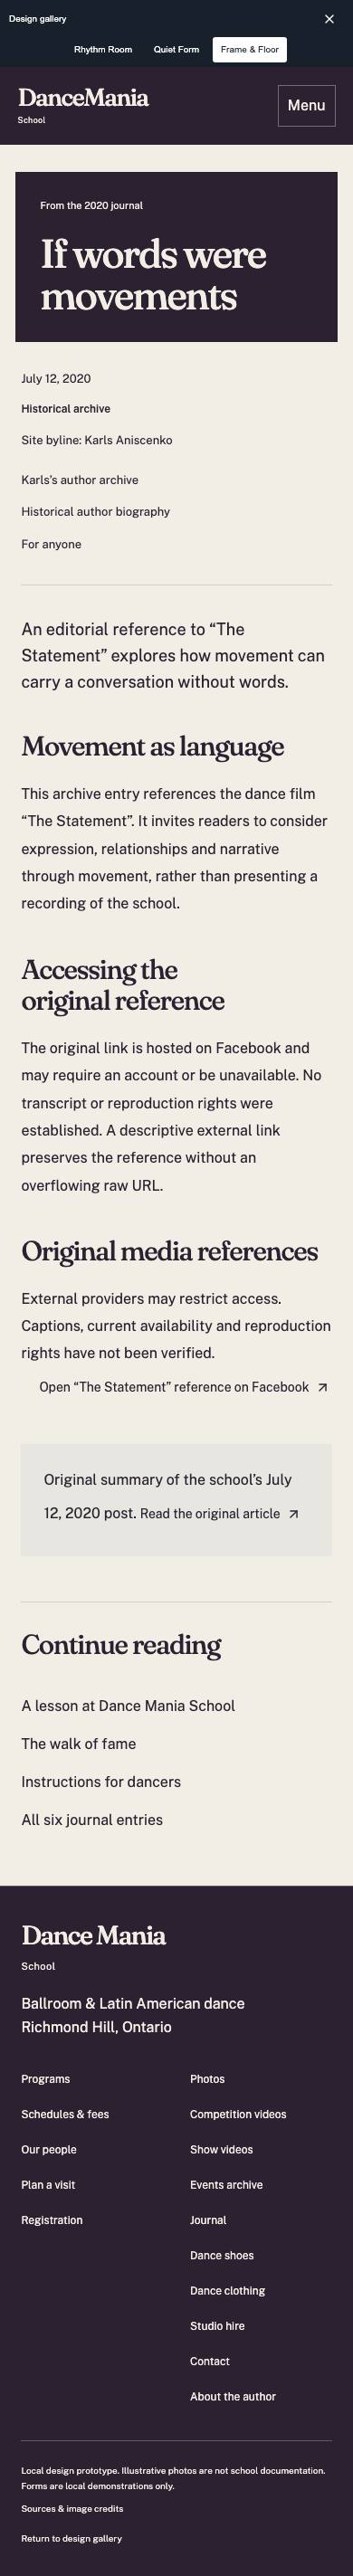 Design gallery
Rhythm Room Quiet Form Frame & Floor
DanceMania
School
Menu
From the 2020 journal
If words were
movements
July 12, 2020
Historical archive
Site byline: Karls Aniscenko
Karls's author archive
Historical author biography
For anyone
An editorial reference to “The
Statement” explores how movement can
carry a conversation without words.
Movement as language
This archive entry references the dance film
“The Statement”. It invites readers to consider
expression, relationships and narrative
through movement, rather than presenting a
recording of the school.
Accessing the
original reference
The original link is hosted on Facebook and
may require an account or be unavailable. No
transcript or reproduction rights were
established. A descriptive external link
preserves the reference without an
overflowing raw URL.
Original media references
External providers may restrict access.
Captions, current availability and reproduction
rights have not been verified.
Open “The Statement” reference on Facebook
Original summary of the school’s July
12, 2020 post. Read the original article
Continue reading
A lesson at Dance Mania School
The walk of fame
Instructions for dancers
All six journal entries
Dance Mania
School
Ballroom & Latin American dance
Richmond Hill, Ontario
Programs
Schedules & fees
Our people
Plan a visit
Registration
Photos
Competition videos
Show videos
Events archive
Journal
Dance shoes
Dance clothing
Studio hire
Contact
About the author
Local design prototype. Illustrative photos are not school documentation.
Forms are local demonstrations only.
Sources & image credits
Return to design gallery